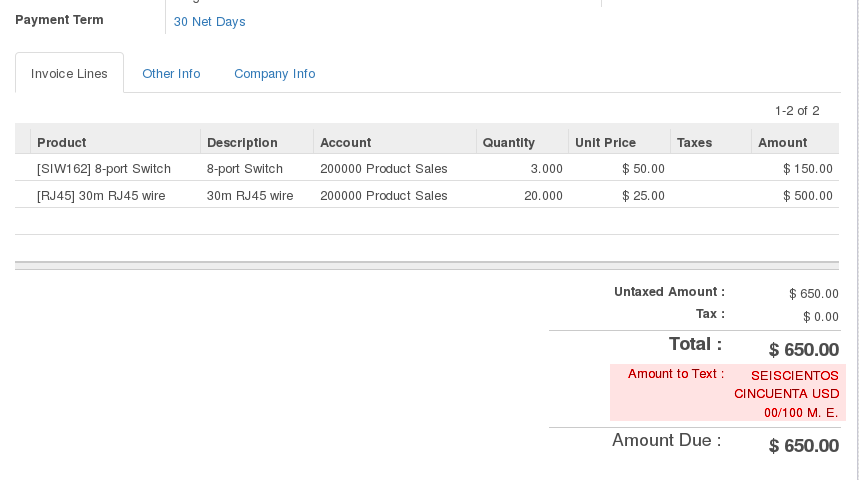 Payment Term 30 Net Days
Invoice Lines Other Info Company Info
1-2 of 2
Product Description Account Quantity Unit Price Taxes Amount
[SIW162] 8-port Switch 8-port Switch 200000 Product Sales 3.000 $ 50.00 $ 150.00
[RJ45] 30m RJ45 wire 30m RJ45 wire 200000 Product Sales 20.000 $ 25.00 $ 500.00
Untaxed Amount : $ 650.00
Tax : $ 0.00
Total : $ 650.00
Amount to Text : SEISCIENTOS
CINCUENTA USD
00/100 M. E.
Amount Due : $ 650.00